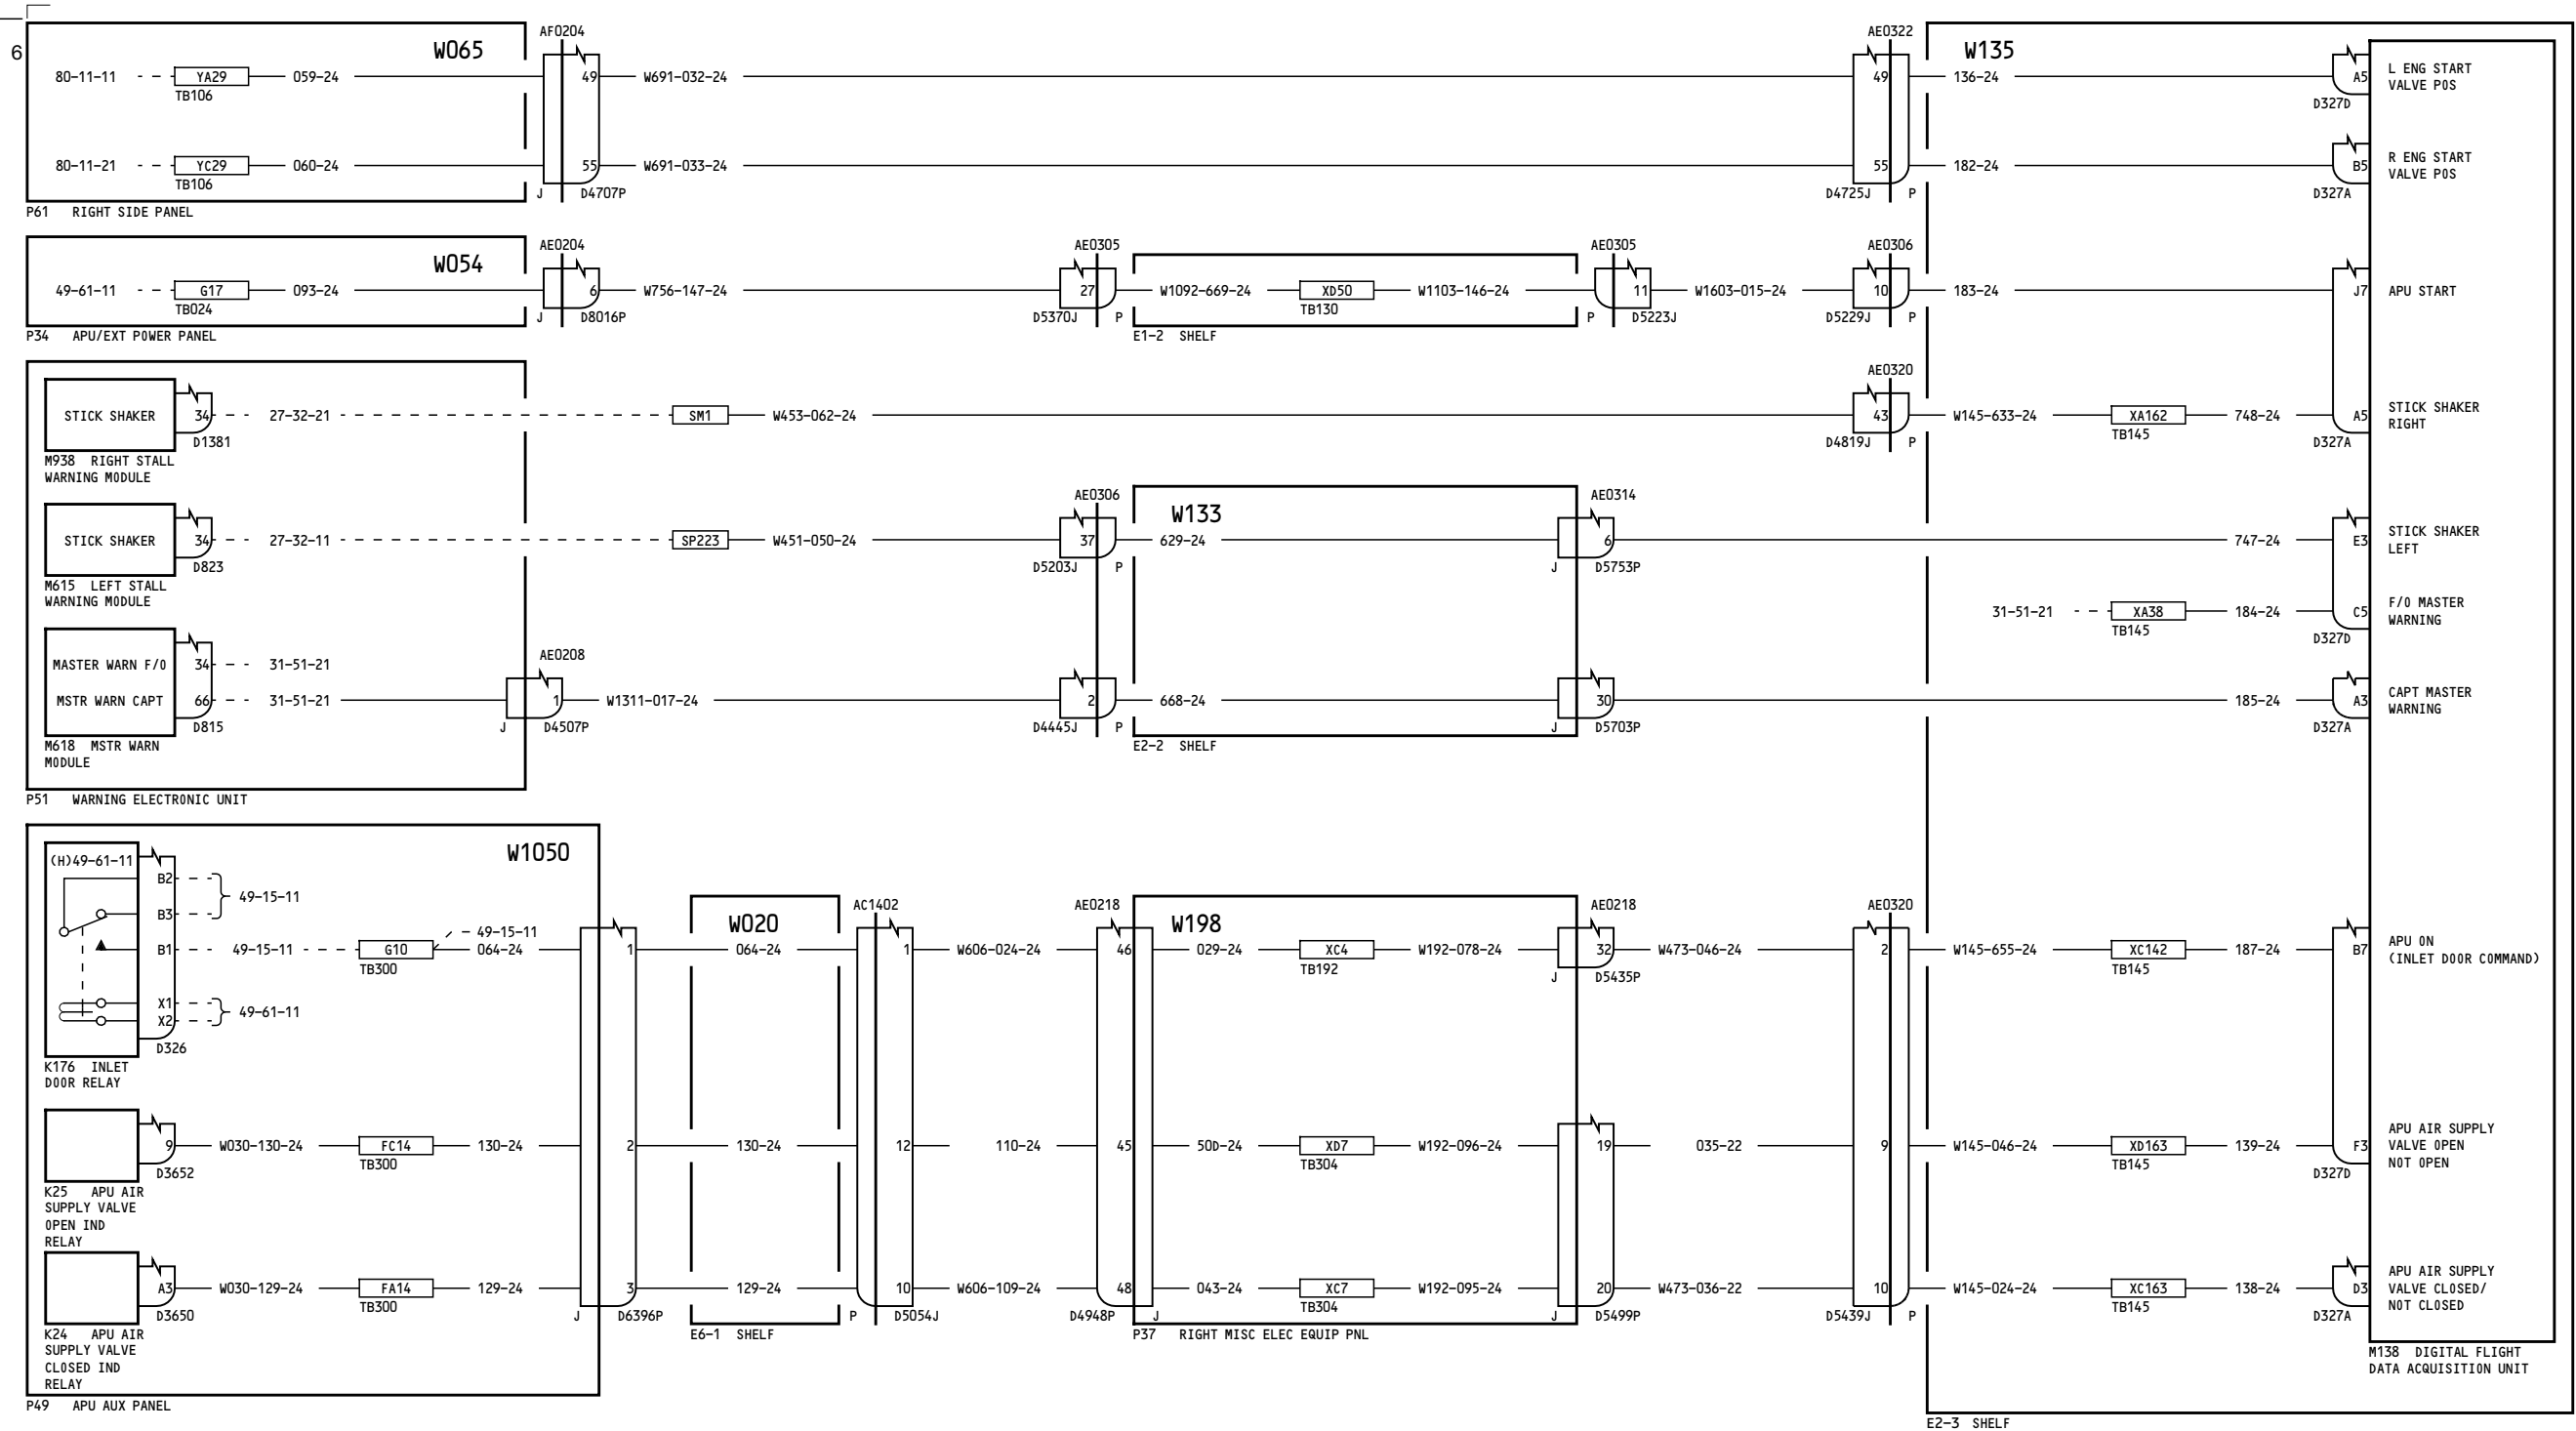 6
W065
AF0204
AE0322
W135
80-11-11
YA29
059-24
49
W691-032-24
49
136-24
A5
L ENG START
VALVE POS
TB106
D327D
80-11-21
YC29
060-24
55
W691-033-24
55
182-24
B5
R ENG START
VALVE POS
TB106
J
D4707P
D4725J
P
D327A
P61 RIGHT SIDE PANEL
W054
AE0204
AE0305
AE0305
AE0306
49-61-11
G17
093-24
6
W756-147-24
27
W1092-669-24
XD50
W1103-146-24
11
W1603-015-24
10
183-24
J7
APU START
TB024
J
D8016P
D5370J
P
TB130
P
D5223J
D5229J
P
P34 APU/EXT POWER PANEL
E1-2 SHELF
AE0320
STICK SHAKER
34
27-32-21
SM1
W453-062-24
43
W145-633-24
XA162
748-24
A5
STICK SHAKER
RIGHT
D1381
D4819J
P
TB145
D327A
M938 RIGHT STALL
WARNING MODULE
AE0306
W133
AE0314
STICK SHAKER
34
27-32-11
SP223
W451-050-24
37
629-24
6
747-24
E3
STICK SHAKER
LEFT
D823
D5203J
P
J
D5753P
M615 LEFT STALL
WARNING MODULE
31-51-21
XA38
184-24
C5
F/O MASTER
WARNING
TB145
D327D
MASTER WARN F/O
34
31-51-21
AE0208
MSTR WARN CAPT
66
31-51-21
1
W1311-017-24
2
668-24
30
185-24
A3
CAPT MASTER
WARNING
D815
J
D4507P
D4445J
P
J
D5703P
D327A
M618 MSTR WARN
MODULE
E2-2 SHELF
P51 WARNING ELECTRONIC UNIT
W1050
(H)49-61-11
B2
49-15-11
B3
W020
AC1402
AE0218
W198
AE0218
AE0320
49-15-11
B1
49-15-11
G10
064-24
1
064-24
1
W606-024-24
46
029-24
XC4
W192-078-24
32
W473-046-24
2
W145-655-24
XC142
187-24
B7
APU ON
(INLET DOOR COMMAND)
TB300
TB192
J
D5435P
TB145
X1
49-61-11
X2
D326
K176 INLET
DOOR RELAY
9
W030-130-24
FC14
130-24
2
130-24
12
110-24
45
50D-24
XD7
W192-096-24
19
035-22
9
W145-046-24
XD163
139-24
F3
APU AIR SUPPLY
VALVE OPEN
NOT OPEN
D3652
TB300
TB304
TB145
D327D
K25 APU AIR
SUPPLY VALVE
OPEN IND
RELAY
A3
W030-129-24
FA14
129-24
3
129-24
10
W606-109-24
48
043-24
XC7
W192-095-24
20
W473-036-22
10
W145-024-24
XC163
138-24
D3
APU AIR SUPPLY
VALVE CLOSED/
NOT CLOSED
D3650
TB300
J
D6396P
P
D5054J
D4948P
J
TB304
J
D5499P
D5439J
P
TB145
D327A
K24 APU AIR
SUPPLY VALVE
CLOSED IND
RELAY
E6-1 SHELF
P37 RIGHT MISC ELEC EQUIP PNL
M138 DIGITAL FLIGHT
DATA ACQUISITION UNIT
P49 APU AUX PANEL
E2-3 SHELF